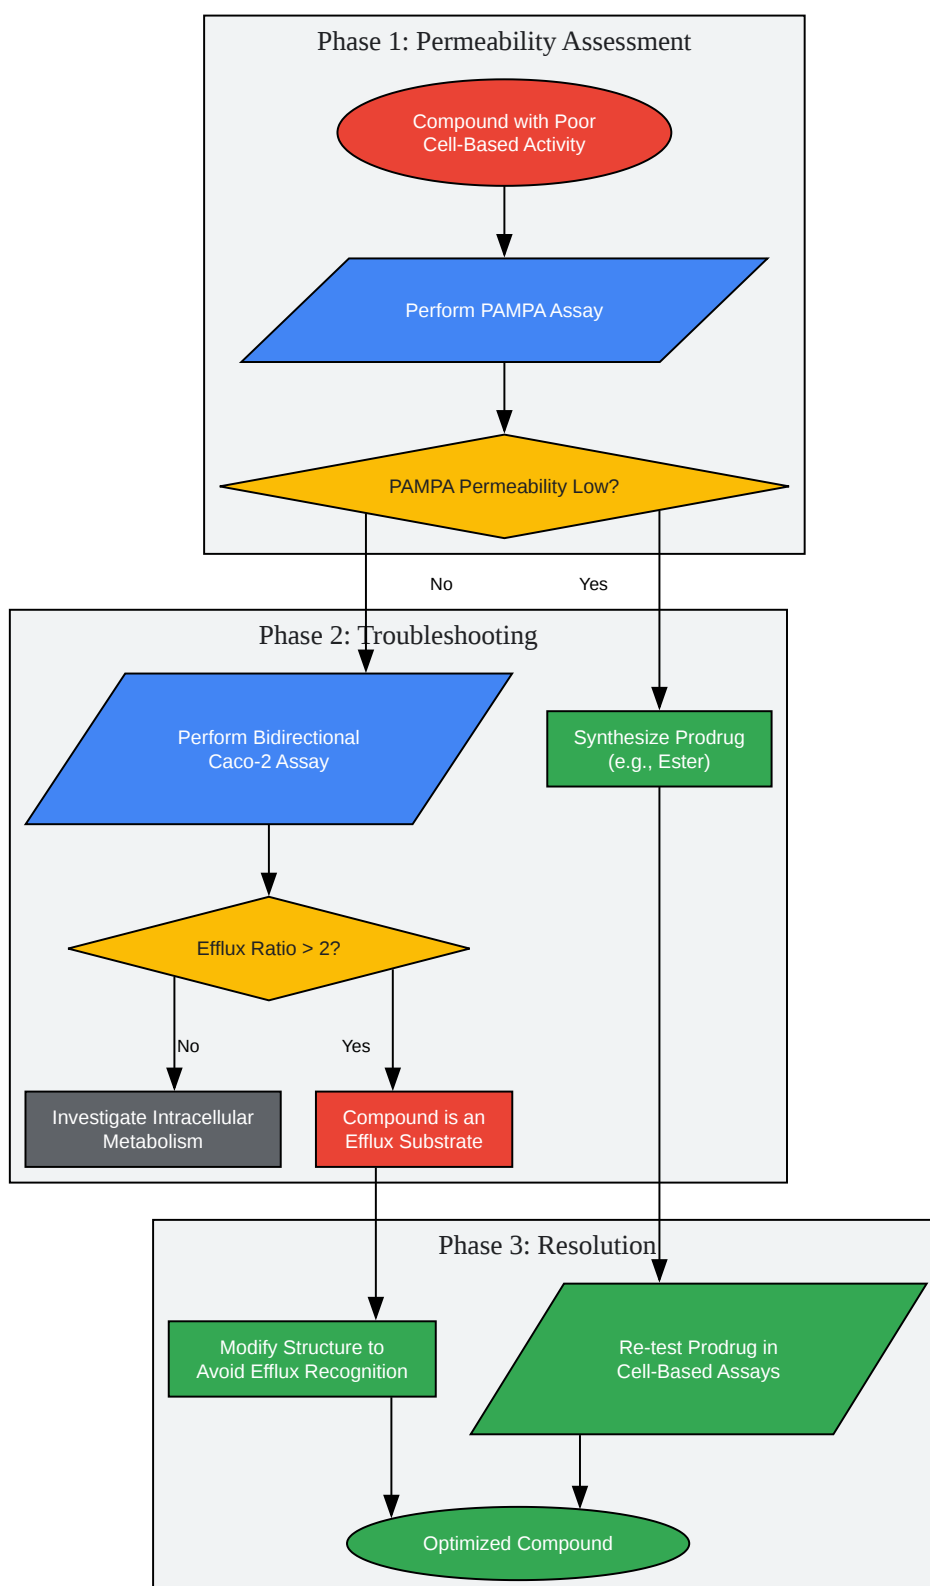 Phase 1: Permeability Assessment
Compound with Poor
Cell-Based Activity
Perform PAMPA Assay
PAMPA Permeability Low?
No
Yes
Phase 2: Troubleshooting
Perform Bidirectional
Caco-2 Assay
Synthesize Prodrug
(e.g., Ester)
Efflux Ratio > 2?
No
Yes
Investigate Intracellular
Metabolism
Compound is an
Efflux Substrate
Phase 3: Resolution
Modify Structure to
Avoid Efflux Recognition
Re-test Prodrug in
Cell-Based Assays
Optimized Compound